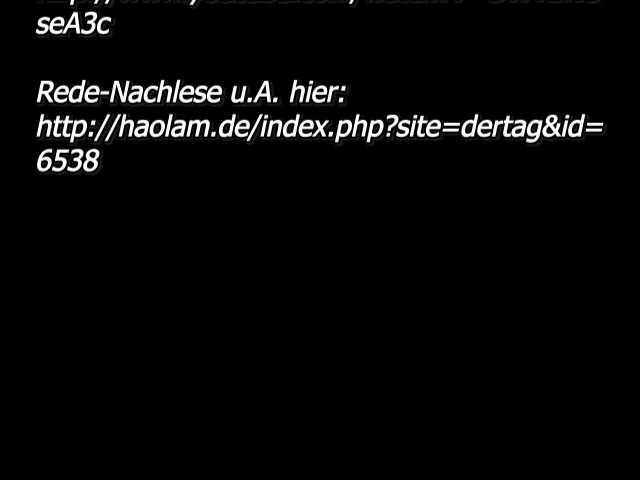 seA3c
Rede-Nachlese u.A. hier:
http://haolam.de/index.php?site=dertag&id=
6538